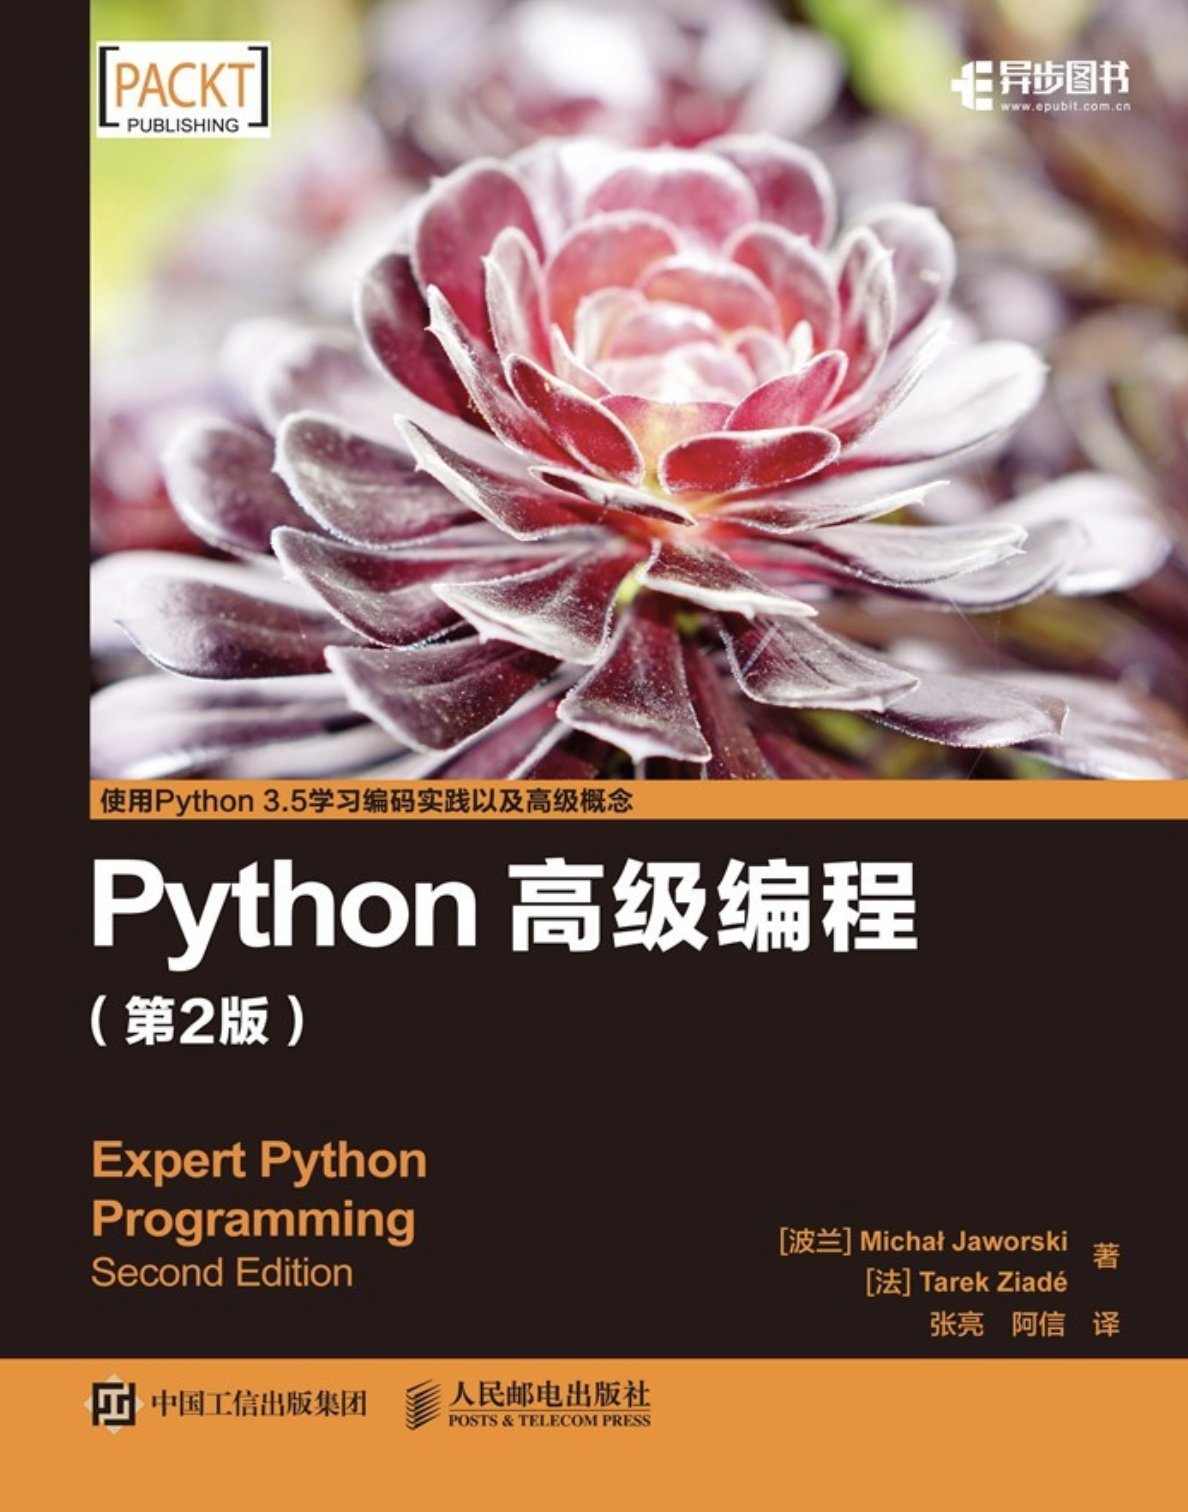 PACKT
PUBLISHING
异步图书
www.epubit.com.cn
使用Python 3.5学习编码实践以及高级概念
Python 高级编程
（第2版）
Expert Python
Programming
Second Edition
[波兰] Michał Jaworski
[法] Tarek Ziadé
著
张亮 阿信 译
中国工信出版集团
人民邮电出版社
POSTS & TELECOM PRESS